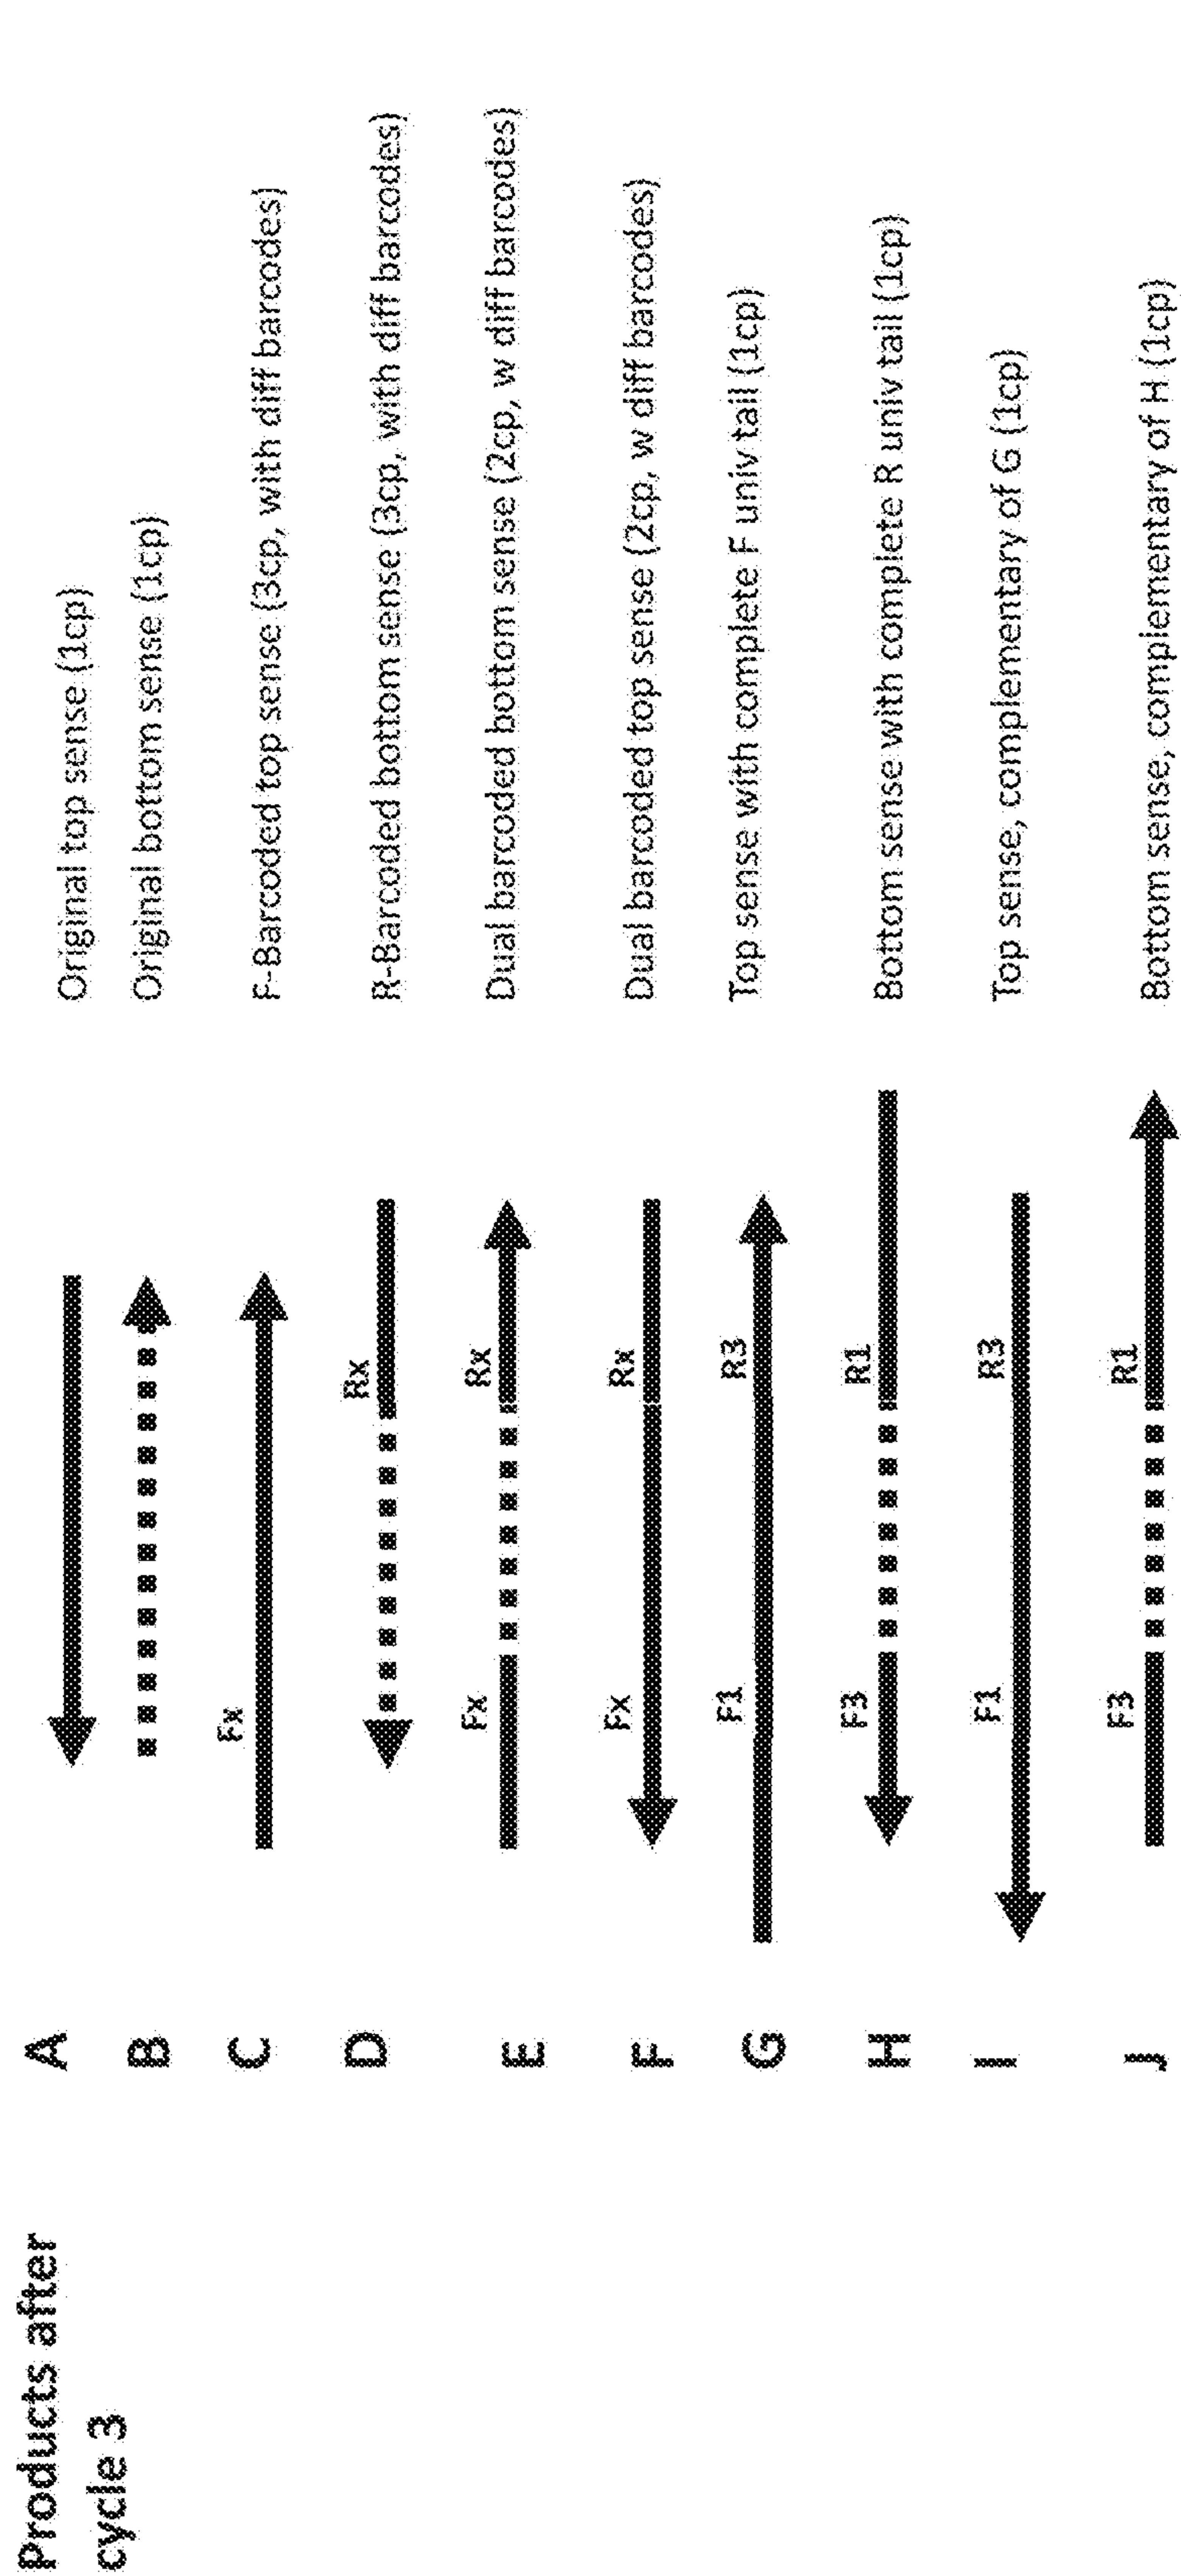 Products after
cycle 3
A
Original top sense (1cp)
B
Original bottom sense (1cp)
C
Fx
F-Barcoded top sense (3cp, with diff barcodes)
D
Rx
R-Barcoded bottom sense (3cp, with diff barcodes)
E
Fx
Rx
Dual barcoded bottom sense (2cp, w diff barcodes)
F
Fx
Rx
Dual barcoded top sense (2cp, w diff barcodes)
G
F1
R3
Top sense with complete F univ tail (1cp)
H
F3
R1
Bottom sense with complete R univ tail (1cp)
I
F1
R3
Top sense, complementary of G (1cp)
J
F3
R1
Bottom sense, complementary of H (1cp)